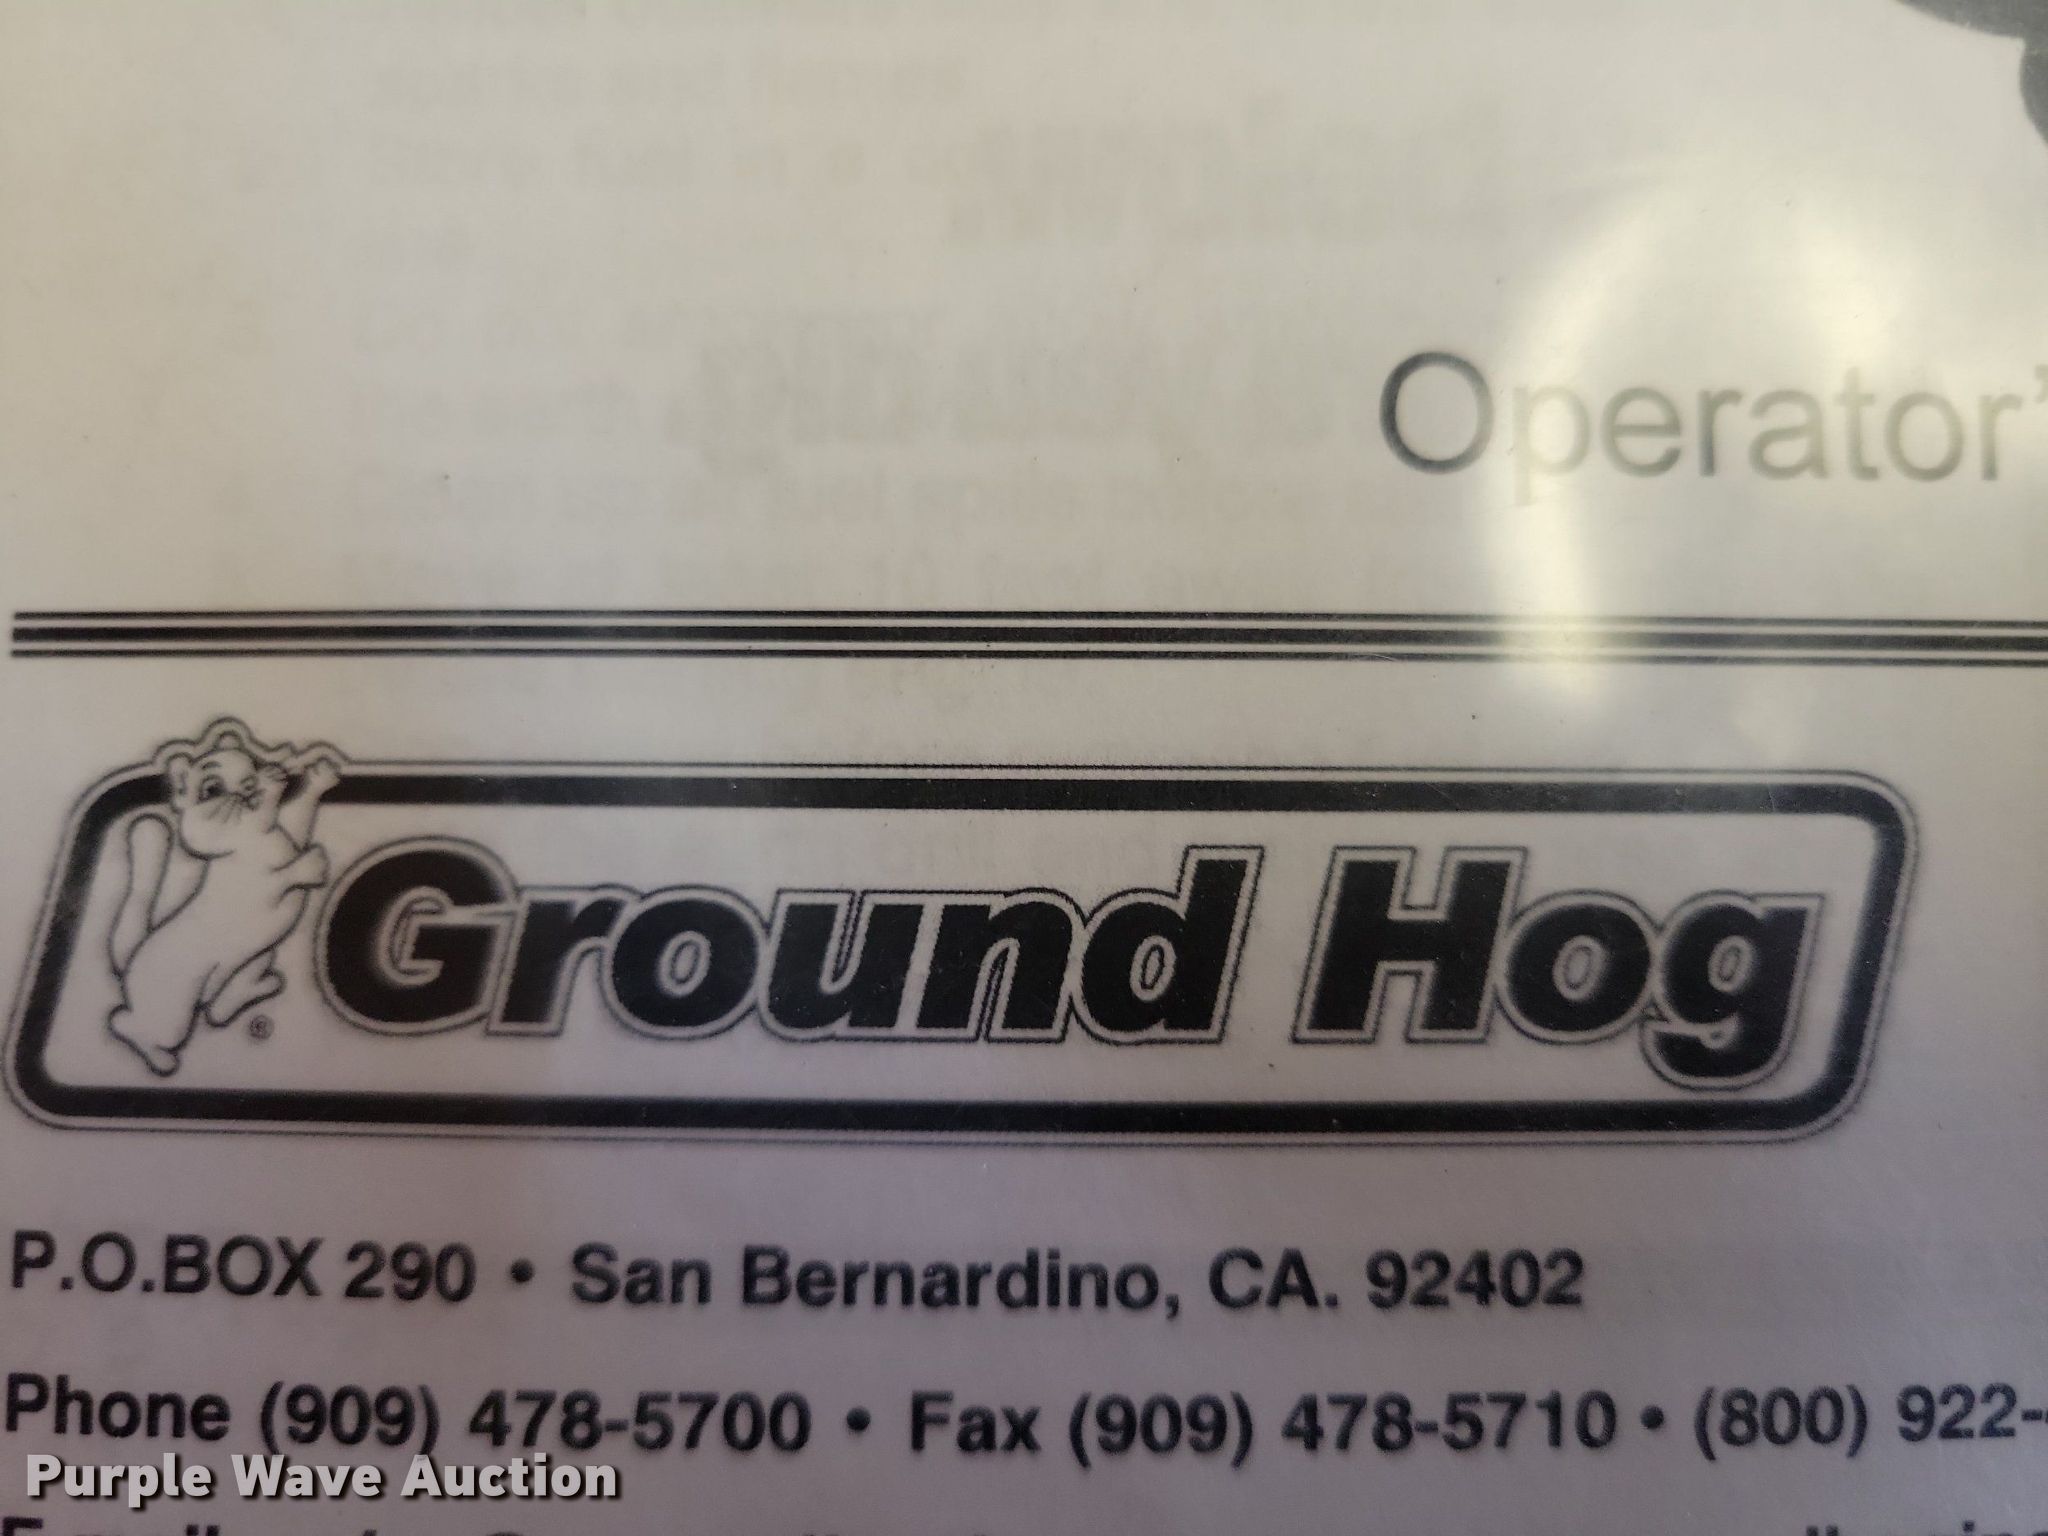 Operator'
Ground Hog
®
P.O.BOX 290 • San Bernardino, CA. 92402
Phone (909) 478-5700 • Fax (909) 478-5710 • (800) 922-
Purple Wave Auction